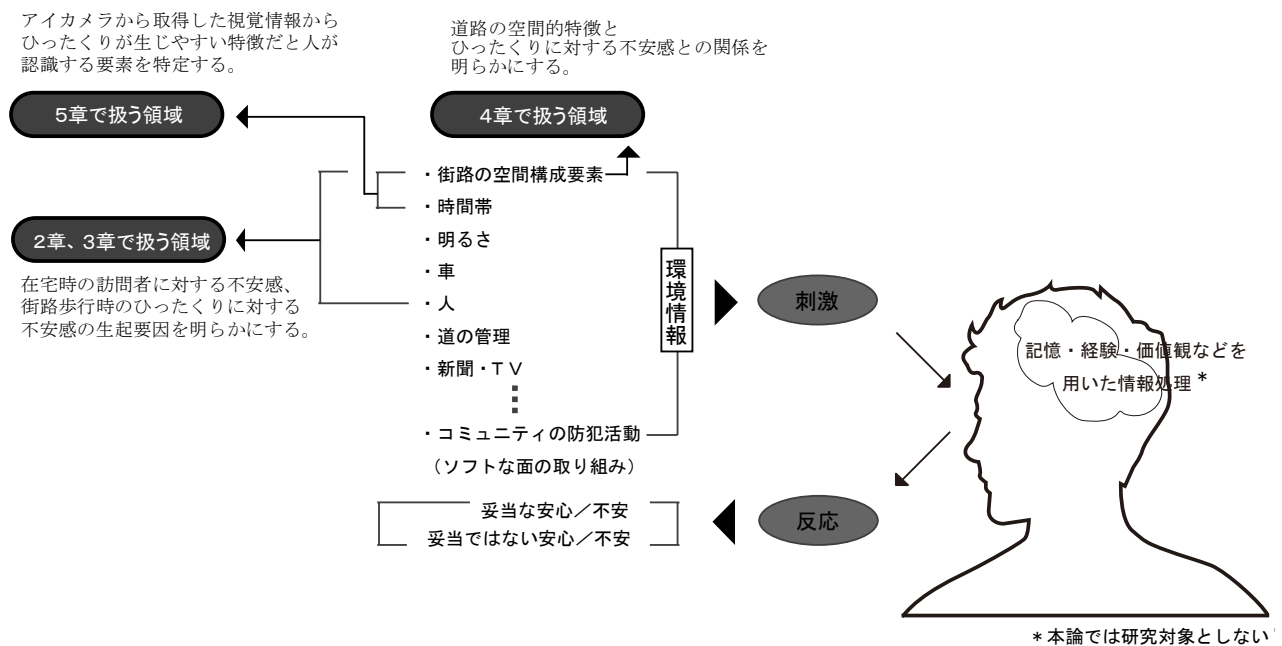 アイカメラから取得した視覚情報から
ひったくりが生じやすい特徴だと人が
認識する要素を特定する。
道路の空間的特徴と
ひったくりに対する不安感との関係を
明らかにする。
5章で扱う領域
4章で扱う領域
・街路の空間構成要素
・時間帯
・明るさ
・車
・人
・道の管理
・新聞・TV
・コミュニティの防犯活動
(ソフトな面の取り組み)
2章、3章で扱う領域
在宅時の訪問者に対する不安感、
街路歩行時のひったくりに対する
不安感の生起要因を明らかにする。
環境情報
刺激
記憶・経験・価値観などを
用いた情報処理*
妥当な安心/不安
妥当ではない安心/不安
反応
*本論では研究対象としない